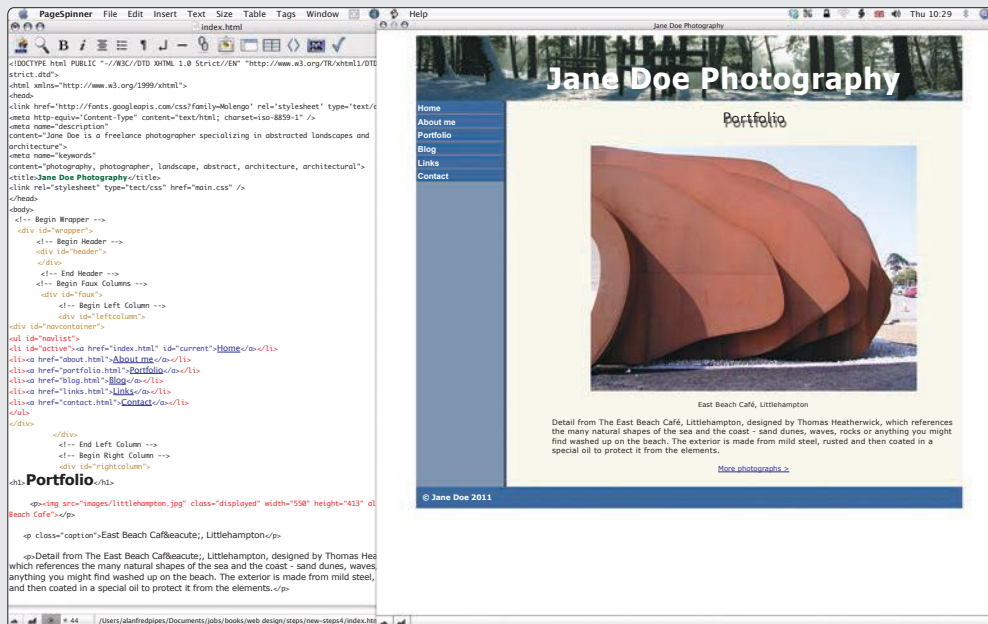 PageSpinner File Edit Insert Text Size Table Tags Window Help Thu 10:29
index.html
<!DOCTYPE html PUBLIC "-//W3C//DTD XHTML 1.0 Strict//EN" "http://www.w3.org/TR/xhtml1/DTD
strict.dtd">
<html xmlns="http://www.w3.org/1999/xhtml">
<head>
<link href='http://fonts.googleapis.com/css?family=Molengo' rel='stylesheet' type='text/c
<meta http-equiv='Content-Type" content="text/html; charset=iso-8859-1" />
<meta name="description"
content="Jane Doe is a freelance photographer specializing in abstracted landscapes and
architecture">
<meta name="keywords"
content="photography, photographer, landscape, abstract, architecture, architectural">
<title>Jane Doe Photography</title>
<link rel="stylesheet" type="tect/css" href="main.css" />
</head>
<body>
<!-- Begin Wrapper -->
<div id="wrapper">
<!-- Begin Header -->
<div id="header">
</div>
<!-- End Header -->
<!-- Begin Faux Columns -->
<div id="faux">
<!-- Begin Left Column -->
<div id="leftcolumn">
<div id="navcontainer">
<ul id="navlist">
<li id="active"><a href="index.html" id="current">Home</a></li>
<li><a href="about.html">About me</a></li>
<li><a href="portfolio.html">Portfolio</a></li>
<li><a href="blog.html">Blog</a></li>
<li><a href="links.html">Links</a></li>
<li><a href="contact.html">Contact</a></li>
</ul>
</div>
</div>
<!-- End Left Column -->
<!-- Begin Right Column -->
<div id="rightcolumn">
<h1>Portfolio</h1>
<p><img src="images/littlehampton.jpg" class="displayed" width="550" height="413" al
Beach Cafe"></p>
<p class="caption">East Beach Caf&eacute;, Littlehampton</p>
<p>Detail from The East Beach Caf&eacute;, Littlehampton, designed by Thomas Hea
which references the many natural shapes of the sea and the coast - sand dunes, waves,
anything you might find washed up on the beach. The exterior is made from mild steel,
and then coated in a special oil to protect it from the elements.</p>
44 /Users/alanfredpipes/Documents/jobs/books/web design/steps/new-steps4/index.htm
Jane Doe Photography
Jane Doe Photography
Home
About me
Portfolio
Blog
Links
Contact
Portfolio
East Beach Café, Littlehampton
Detail from The East Beach Café, Littlehampton, designed by Thomas Heatherwick, which references
the many natural shapes of the sea and the coast - sand dunes, waves, rocks or anything you might
find washed up on the beach. The exterior is made from mild steel, rusted and then coated in a
special oil to protect it from the elements.
More photographs >
© Jane Doe 2011